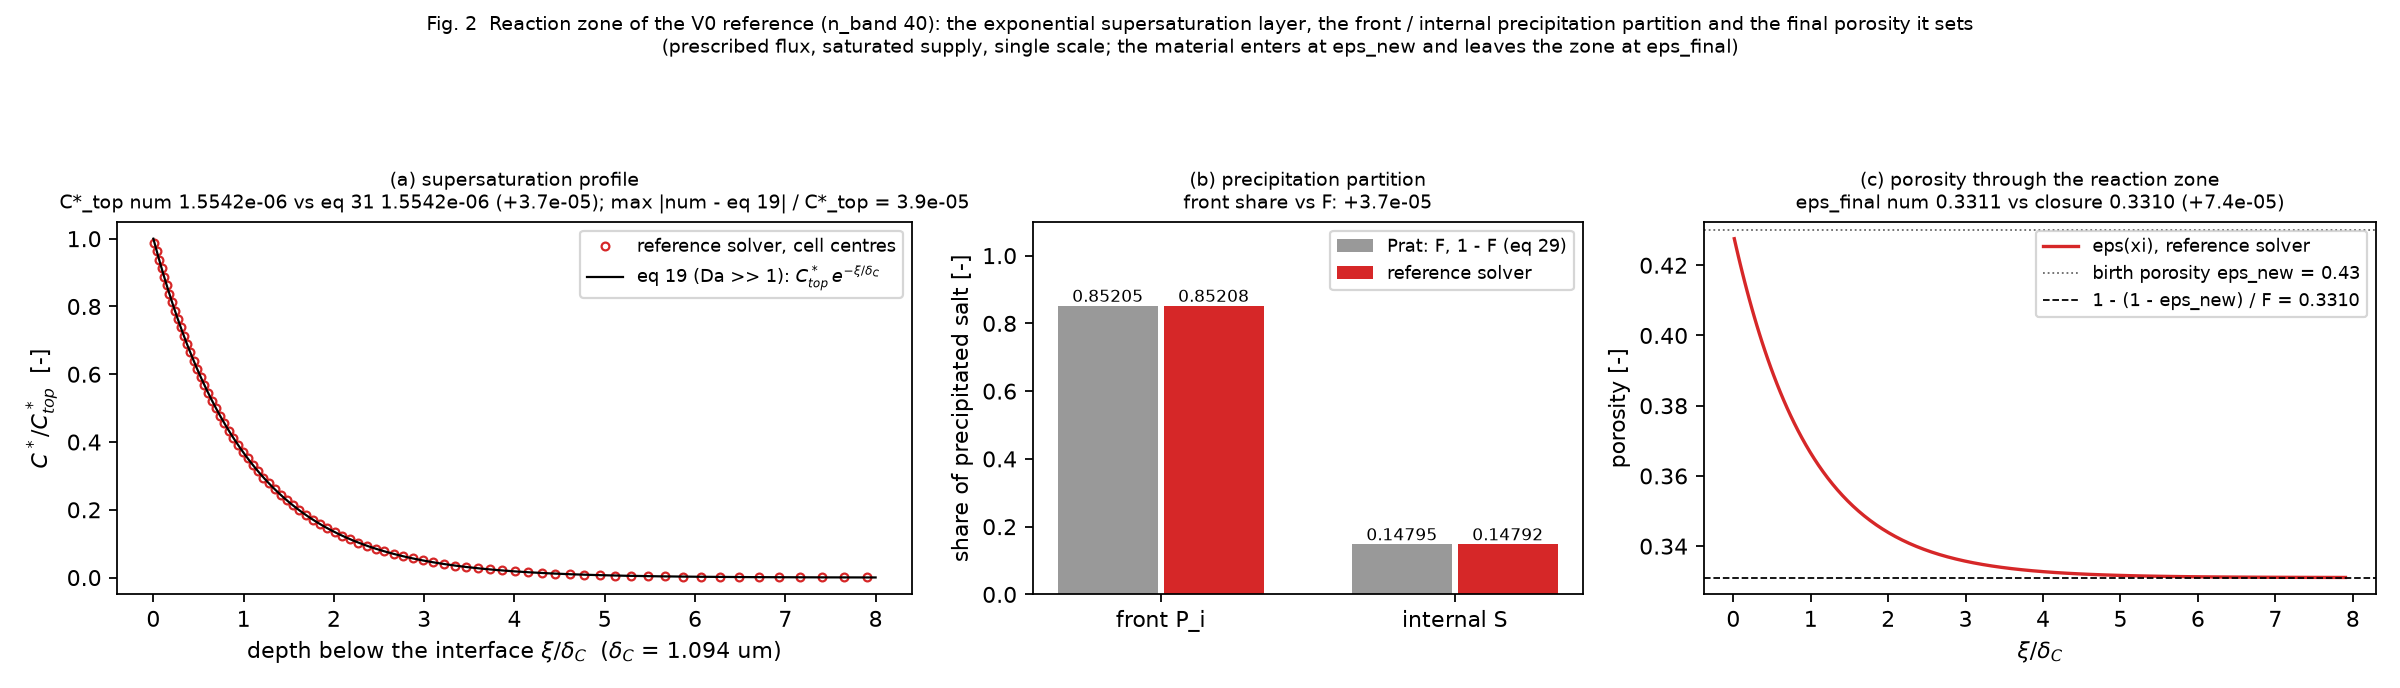 Fig. 2  Reaction zone of the V0 reference (n_band 40): the exponential supersaturation layer, the front / internal precipitation partition and the final porosity it sets
(prescribed flux, saturated supply, single scale; the material enters at eps_new and leaves the zone at eps_final)
(a) supersaturation profile
C*_top num 1.5542e-06 vs eq 31 1.5542e-06 (+3.7e-05); max |num - eq 19| / C*_top = 3.9e-05
reference solver, cell centres
eq 19 (Da >> 1): C*_top e^{-ξ/δ_C}
C*/C*_top [-]
1.0
0.8
0.6
0.4
0.2
0.0
0 1 2 3 4 5 6 7 8
depth below the interface ξ/δ_C (δ_C = 1.094 um)
(b) precipitation partition
front share vs F: +3.7e-05
Prat: F, 1 - F (eq 29)
reference solver
share of precipitated salt [-]
1.0
0.8
0.6
0.4
0.2
0.0
0.85205 0.85208
0.14795 0.14792
front P_i internal S
(c) porosity through the reaction zone
eps_final num 0.3311 vs closure 0.3310 (+7.4e-05)
eps(xi), reference solver
birth porosity eps_new = 0.43
1 - (1 - eps_new) / F = 0.3310
porosity [-]
0.42
0.40
0.38
0.36
0.34
0 1 2 3 4 5 6 7 8
ξ/δ_C